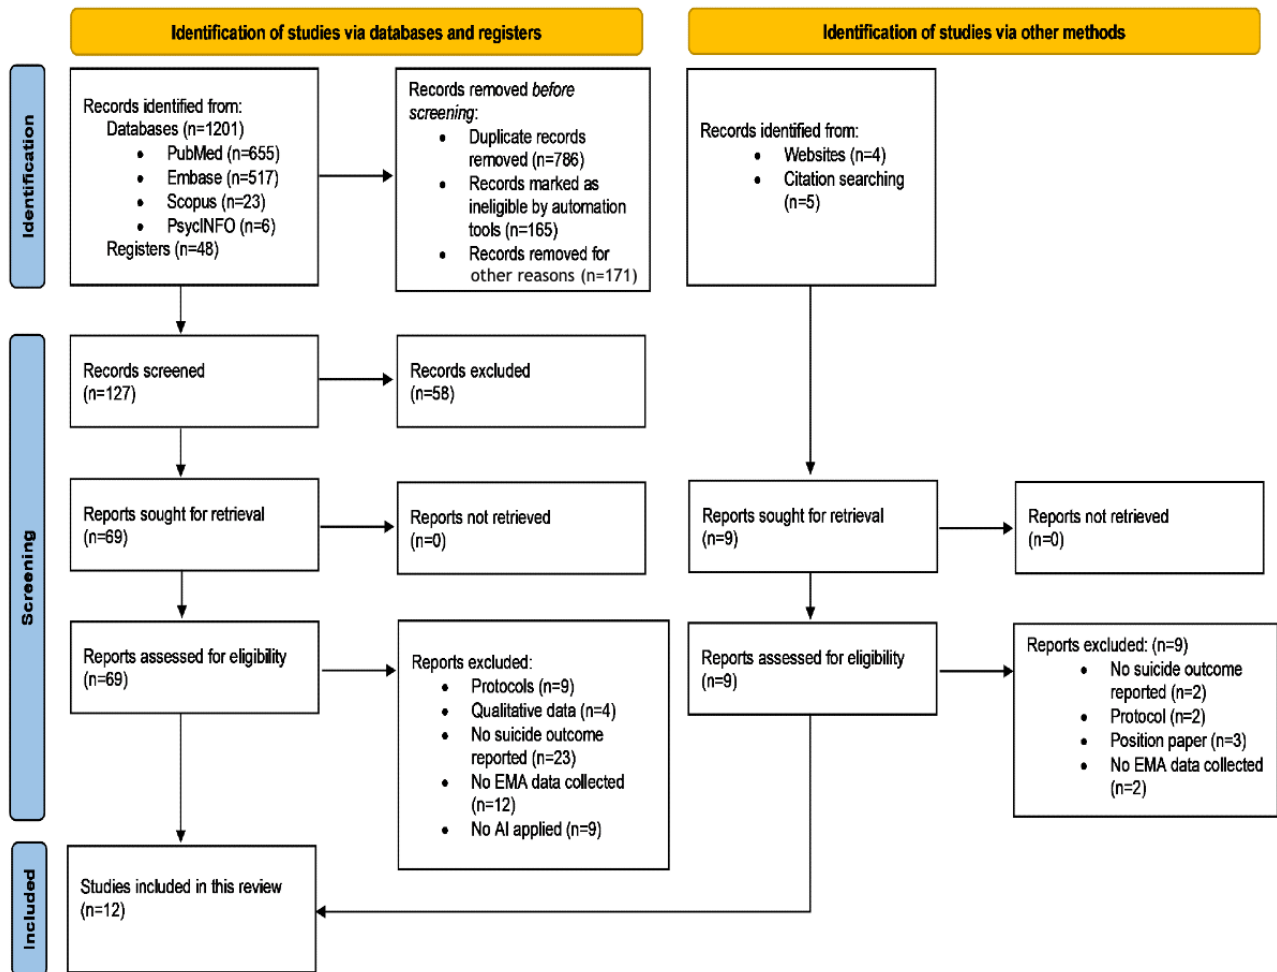 Identification of studies via databases and registers
Identification of studies via other methods
Identification
Records identified from:
Databases (n=1201)
• PubMed (n=655)
• Embase (n=517)
• Scopus (n=23)
• PsycINFO (n=6)
Registers (n=48)
Records removed before
screening:
• Duplicate records
removed (n=786)
• Records marked as
ineligible by automation
tools (n=165)
• Records removed for
other reasons (n=171)
Records identified from:
• Websites (n=4)
• Citation searching
(n=5)
Screening
Records screened
(n=127)
Records excluded
(n=58)
Reports sought for retrieval
(n=69)
Reports not retrieved
(n=0)
Reports sought for retrieval
(n=9)
Reports not retrieved
(n=0)
Reports assessed for eligibility
(n=69)
Reports excluded:
• Protocols (n=9)
• Qualitative data (n=4)
• No suicide outcome
reported (n=23)
• No EMA data collected
(n=12)
• No AI applied (n=9)
Reports assessed for eligibility
(n=9)
Reports excluded: (n=9)
• No suicide outcome
reported (n=2)
• Protocol (n=2)
• Position paper (n=3)
• No EMA data collected
(n=2)
Included
Studies included in this review
(n=12)